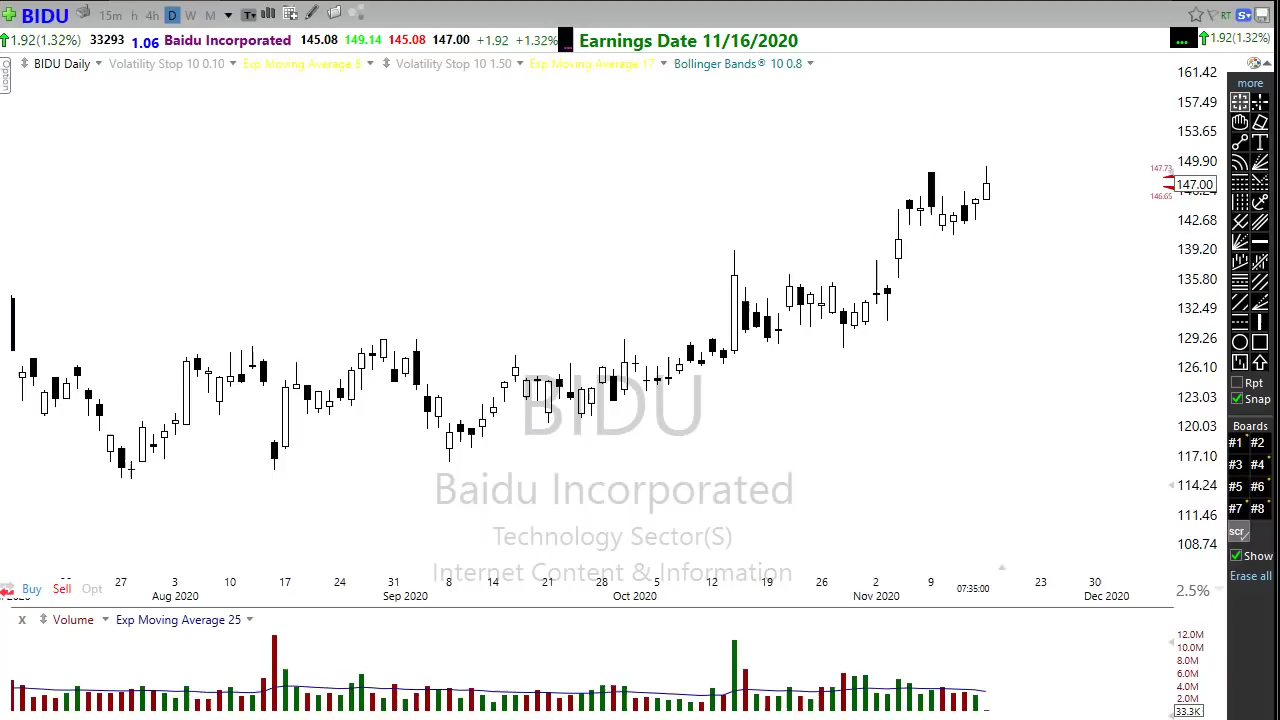 BIDU 15m h 4h D W M T
1.92(1.32%) 33293 1.06 Baidu Incorporated 145.08 149.14 145.08 147.00 +1.92 +1.32% ... Earnings Date 11/16/2020 ... 1.92(1.32%)
RT S
Option
BIDU Daily Volatility Stop 10 0.10 Exp Moving Average 8 Volatility Stop 10 1.50 Exp Moving Average 17 Bollinger Bands® 10 0.8
161.42
157.49
153.65
149.90
147.73
147.00
146.65
142.68
139.20
135.80
132.49
129.26
126.10
123.03
120.03
117.10
114.24
111.46
108.74
2.5%
BIDU
Baidu Incorporated
Technology Sector(S)
Internet Content & Information
27 3 10 17 24 31 8 14 21 28 5 12 19 26 2 9 07:35:00 23 30
Aug 2020 Sep 2020 Oct 2020 Nov 2020 Dec 2020
Buy Sell Opt
X Volume Exp Moving Average 25
12.0M
10.0M
8.0M
6.0M
4.0M
2.0M
33.3K
more
Rpt
Snap
Boards
#1 #2
#3 #4
#5 #6
#7 #8
scr
Show
Erase all